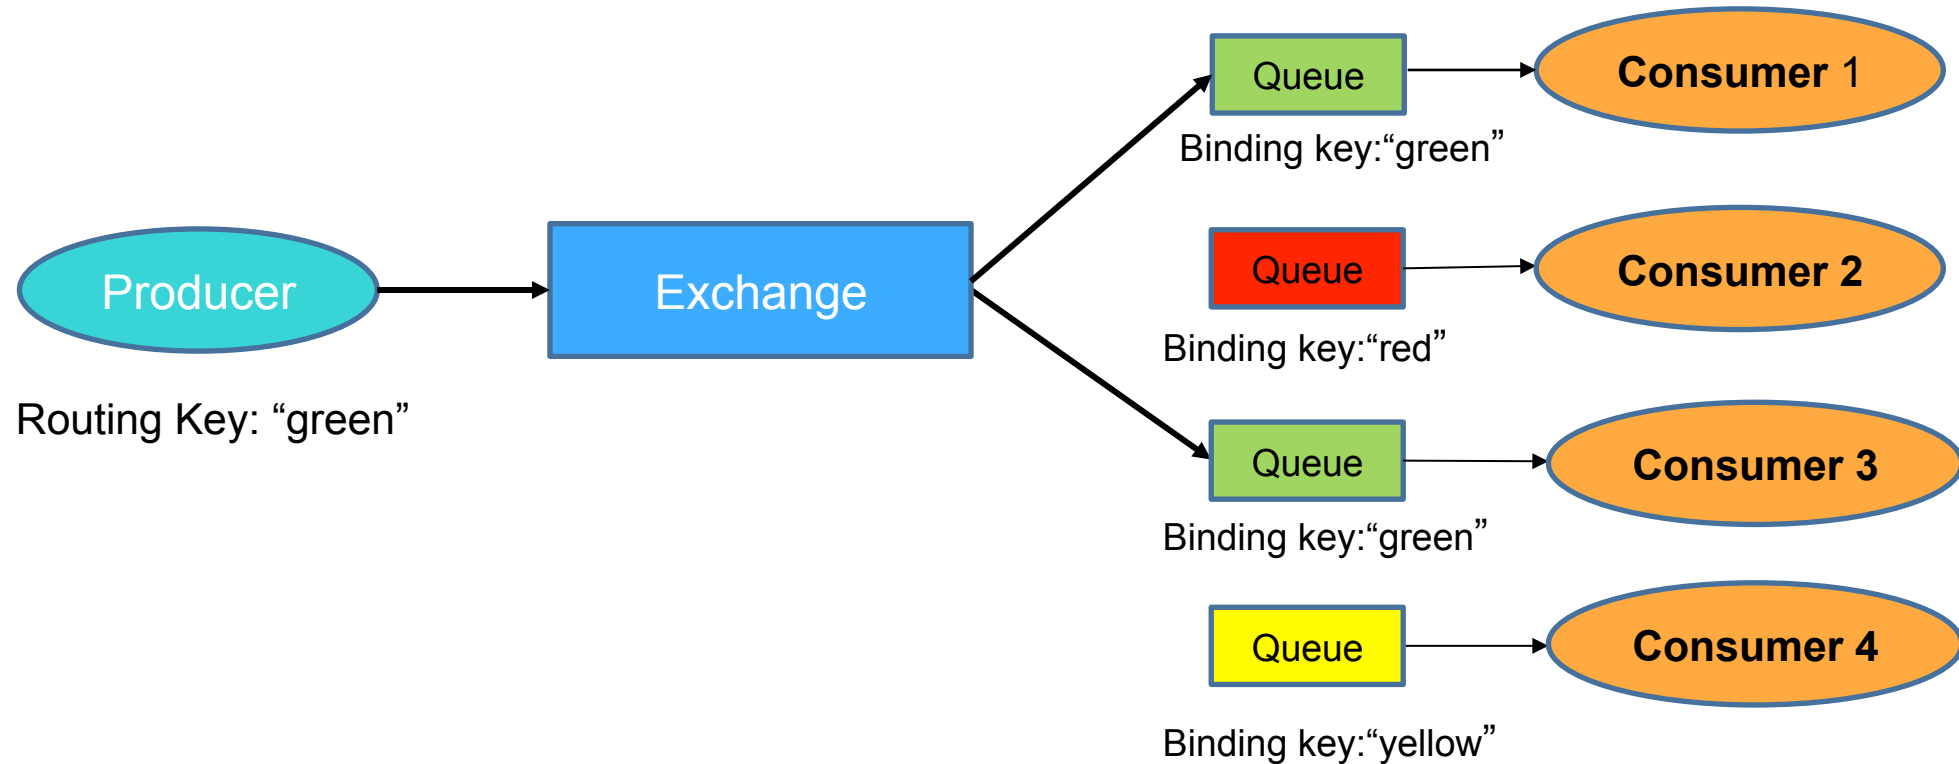 Producer
Routing Key: “green”
Exchange
Queue
Binding key:“green”
Consumer 1
Queue
Binding key:“red”
Consumer 2
Queue
Binding key:“green”
Consumer 3
Queue
Binding key:“yellow”
Consumer 4